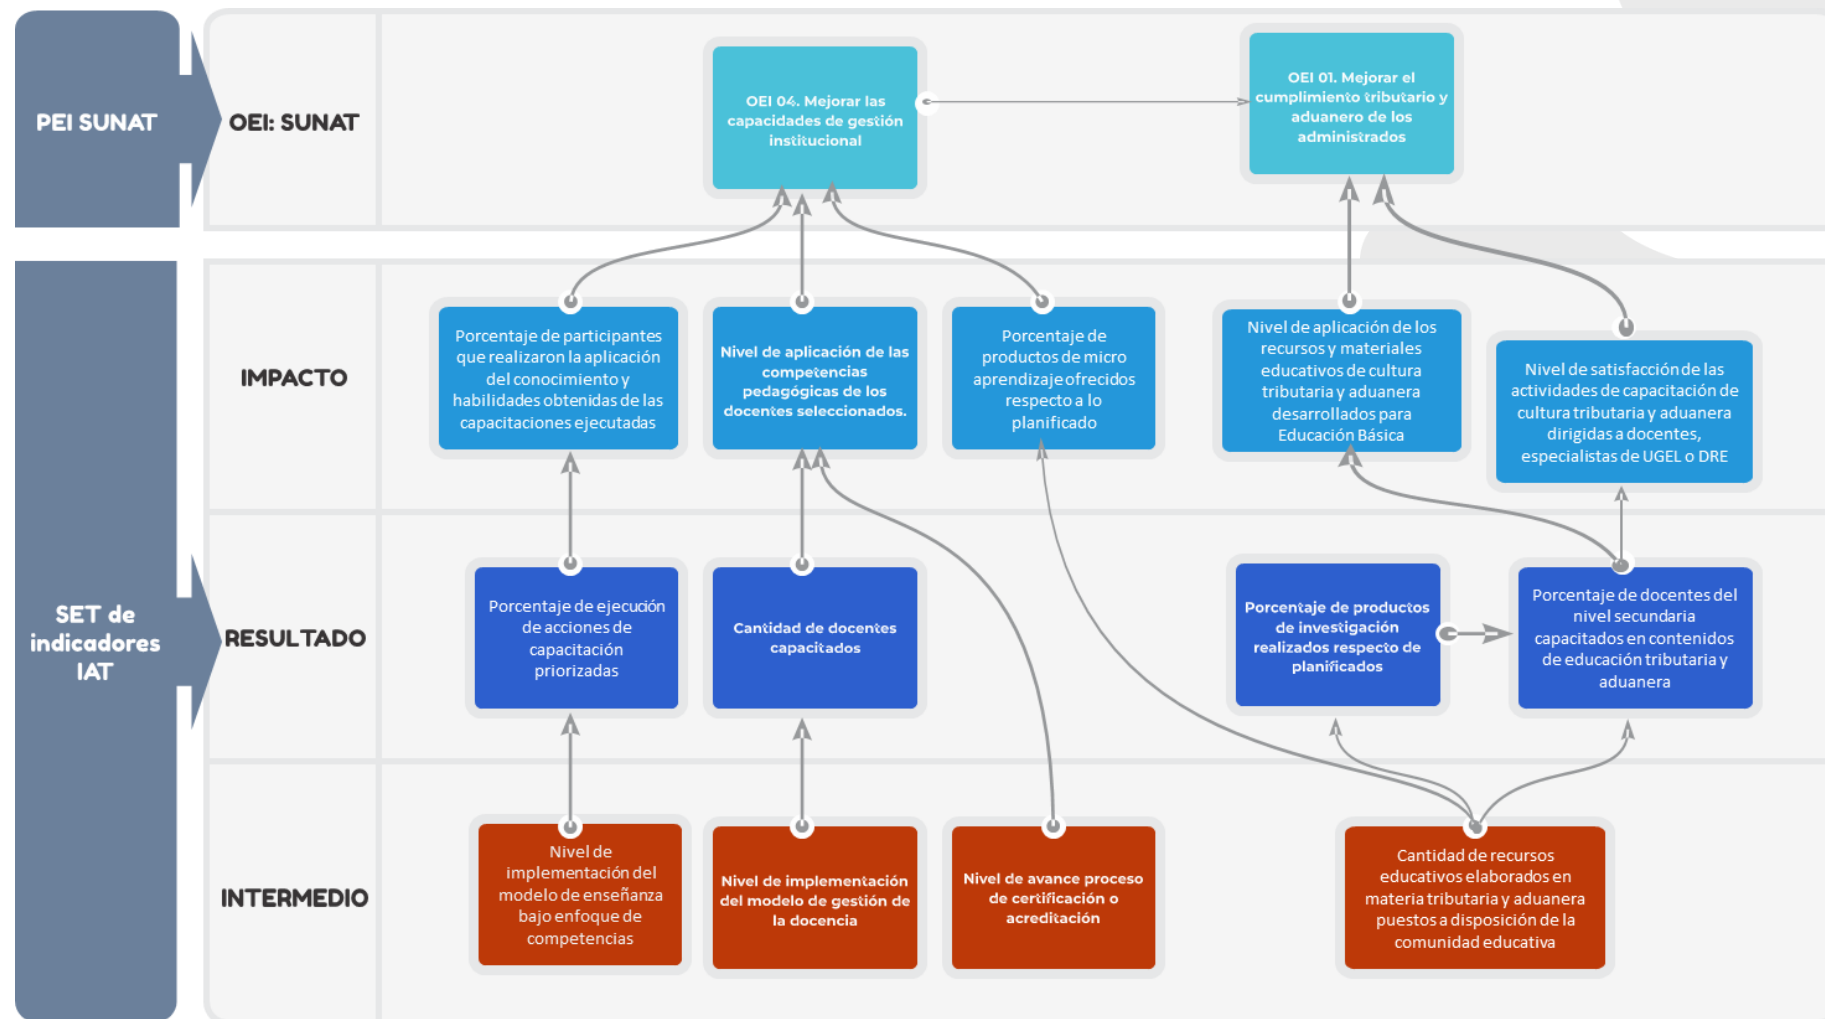 PEI SUNAT
OEI: SUNAT
OEI 04. Mejorar las
capacidades de gestión
institucional
OEI 01. Mejorar el
cumplimiento tributario y
aduanero de los
administrados
SET de
indicadores
IAT
IMPACTO
Porcentaje de participantes
que realizaron la aplicación
del conocimiento y
habilidades obtenidas de las
capacitaciones ejecutadas
Nivel de aplicación de las
competencias
pedagógicas de los
docentes seleccionados.
Porcentaje de
productos de micro
aprendizaje ofrecidos
respecto a lo
planificado
Nivel de aplicación de los
recursos y materiales
educativos de cultura
tributaria y aduanera
desarrollados para
Educación Básica
Nivel de satisfacción de las
actividades de capacitación de
cultura tributaria y aduanera
dirigidas a docentes,
especialistas de UGEL o DRE
RESULTADO
Porcentaje de ejecución
de acciones de
capacitación
priorizadas
Cantidad de docentes
capacitados
Porcentaje de productos
de investigación
realizados respecto de
planificados
Porcentaje de docentes del
nivel secundaria
capacitados en contenidos
de educación tributaria y
aduanera
INTERMEDIO
Nivel de
implementación del
modelo de enseñanza
bajo enfoque de
competencias
Nivel de implementación
del modelo de gestión de
la docencia
Nivel de avance proceso
de certificación o
acreditación
Cantidad de recursos
educativos elaborados en
materia tributaria y aduanera
puestos a disposición de la
comunidad educativa